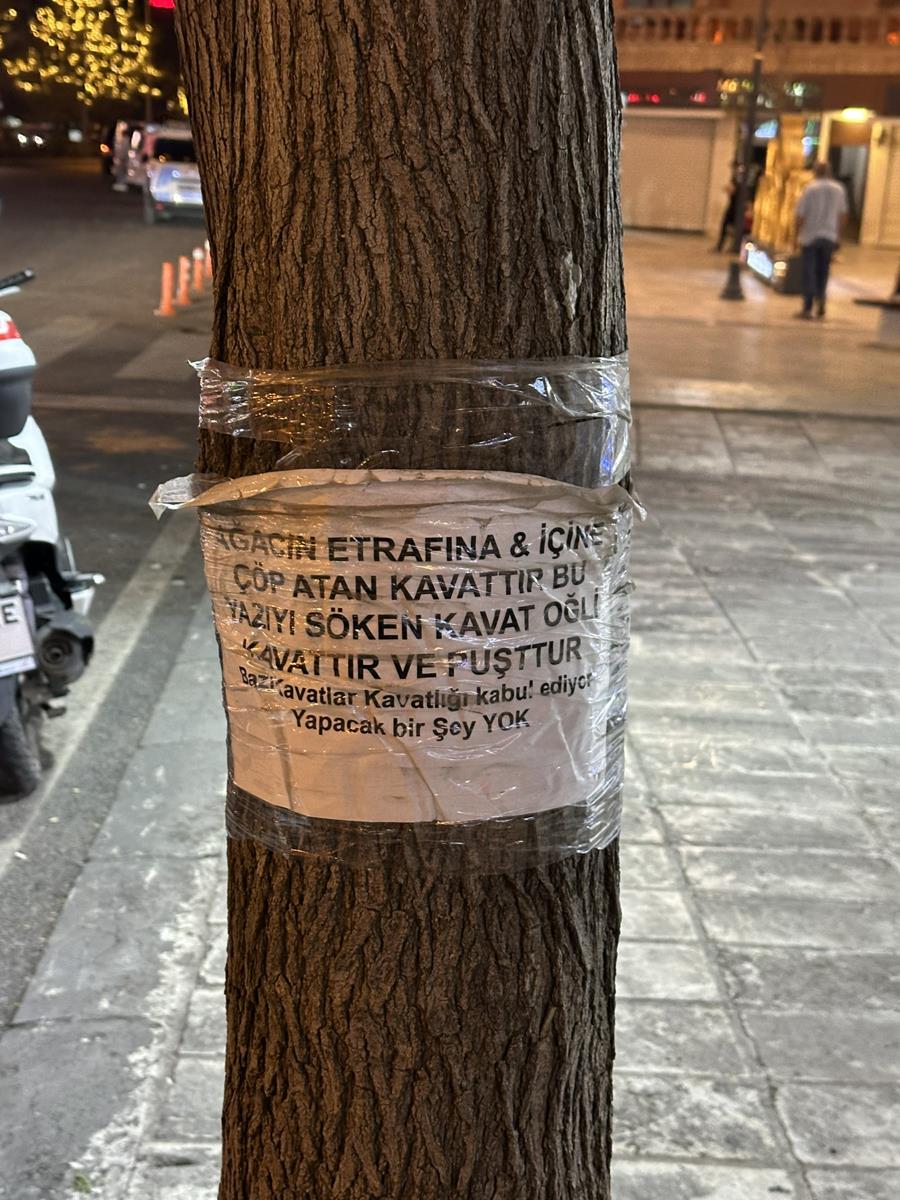 AĞACIN ETRAFINA & İÇİNE
ÇÖP ATAN KAVATTIR BU
YAZIYI SÖKEN KAVAT OĞLİ
KAVATTIR VE PUŞTTUR
Bazı Kavatlar Kavatlığı kabul ediyor
Yapacak bir Şey YOK